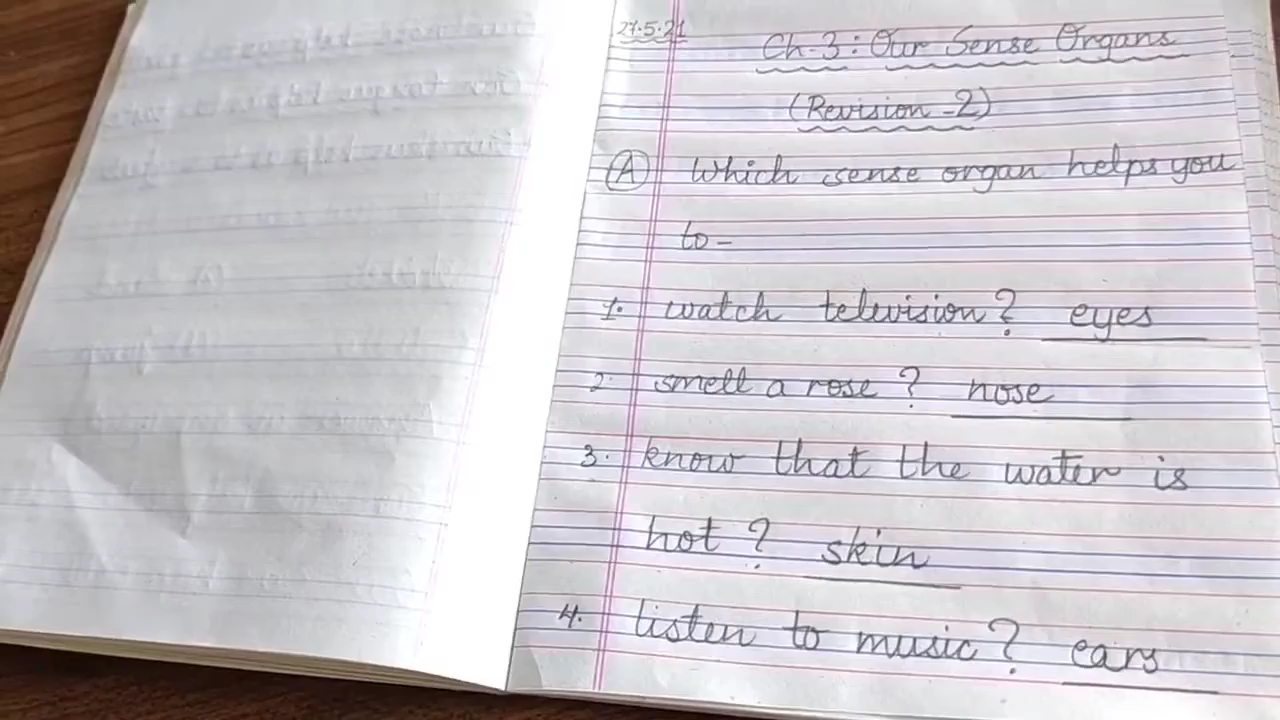 27.5.21
Ch-3: Our Sense Organs
(Revision -2)
(A) Which sense organ helps you
to-
1. watch television? eyes
2. smell a rose? nose
3. know that the water is
hot? skin
4. listen to music? ears